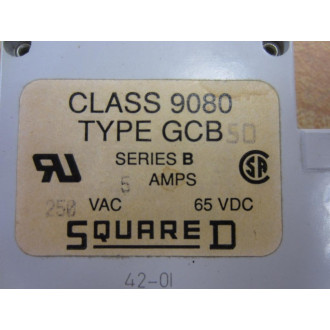 CLASS 9080
TYPE GCB50
SERIES B
5 AMPS
250 VAC 65 VDC
SQUARE D
42-01